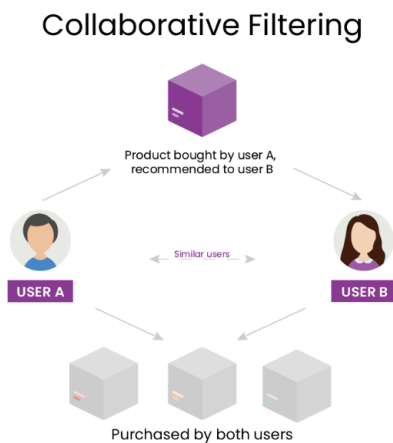 Collaborative Filtering
Product bought by user A,
recommended to user B
Similar users
USER A
USER B
Purchased by both users